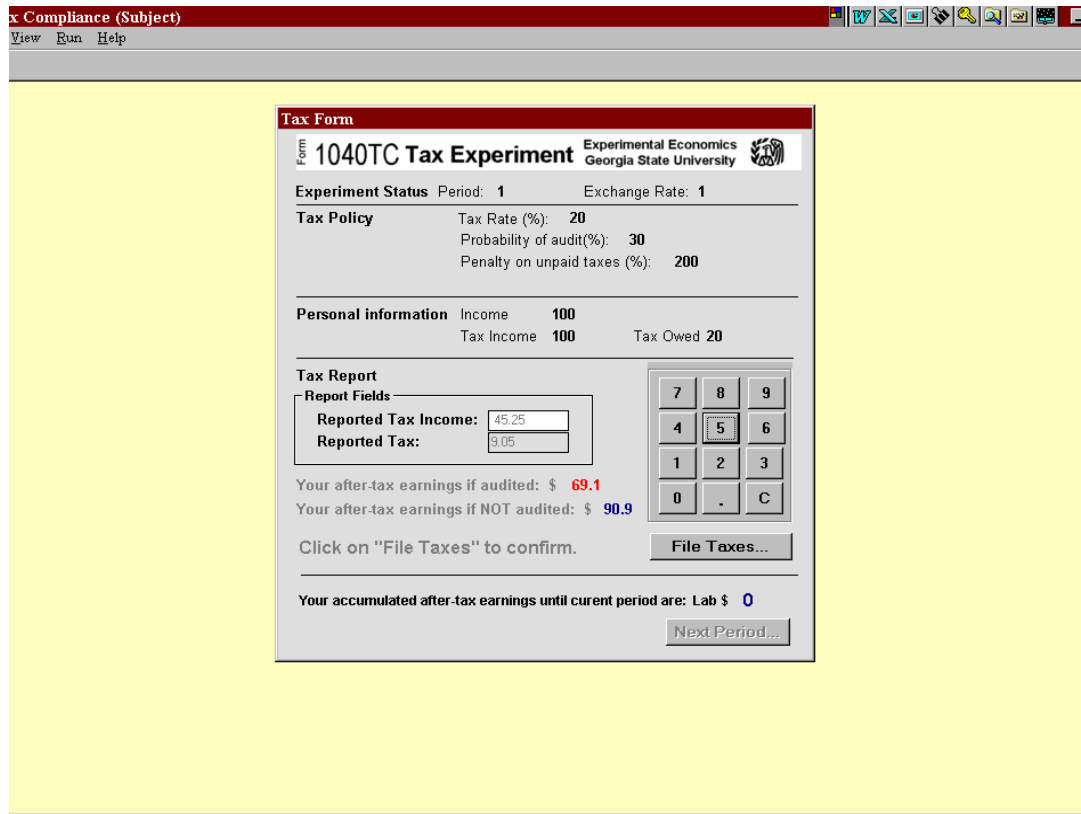 x Compliance (Subject)
View Run Help
Tax Form
Form 1040TC Tax Experiment Experimental Economics
Georgia State University
Experiment Status Period: 1 Exchange Rate: 1
Tax Policy Tax Rate (%): 20
Probability of audit(%): 30
Penalty on unpaid taxes (%): 200
Personal information Income 100
Tax Income 100 Tax Owed 20
Tax Report
Report Fields
Reported Tax Income: 45.25
Reported Tax: 9.05
7 8 9
4 5 6
1 2 3
0 . C
Your after-tax earnings if audited: $ 69.1
Your after-tax earnings if NOT audited: $ 90.9
Click on "File Taxes" to confirm. File Taxes...
Your accumulated after-tax earnings until curent period are: Lab $ 0
Next Period...